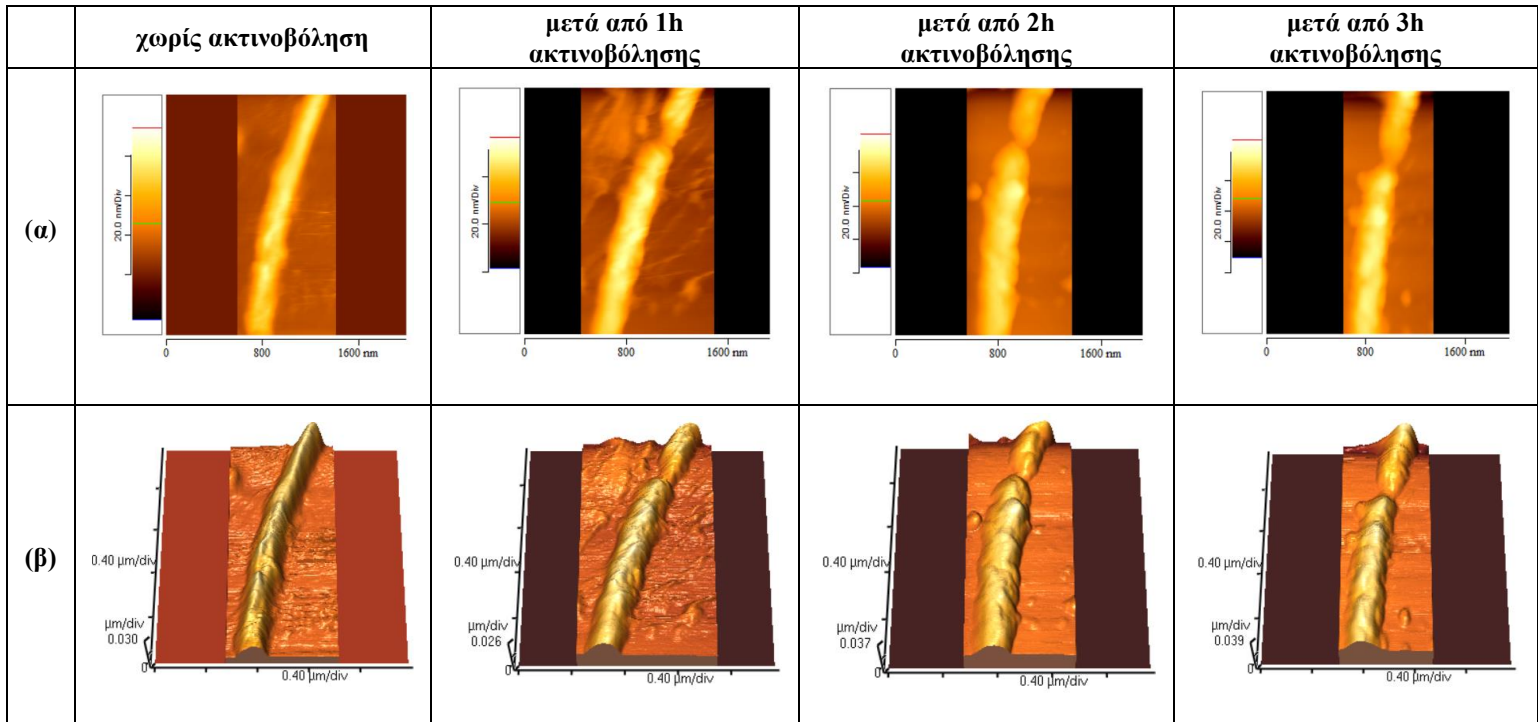 χωρίς ακτινοβόληση
μετά από 1h
ακτινοβόλησης
μετά από 2h
ακτινοβόλησης
μετά από 3h
ακτινοβόλησης
(α)
20.0 nm/Div
0
800
1600 nm
20.0 nm/Div
0
800
1600 nm
20.0 nm/Div
0
800
1600 nm
20.0 nm/Div
0
800
1600 nm
(β)
0.40 µm/div
µm/div
0.030
0
0.40 µm/div
0.40 µm/div
µm/div
0.026
0
0.40 µm/div
0.40 µm/div
µm/div
0.037
0
0.40 µm/div
0.40 µm/div
µm/div
0.039
0
0.40 µm/div